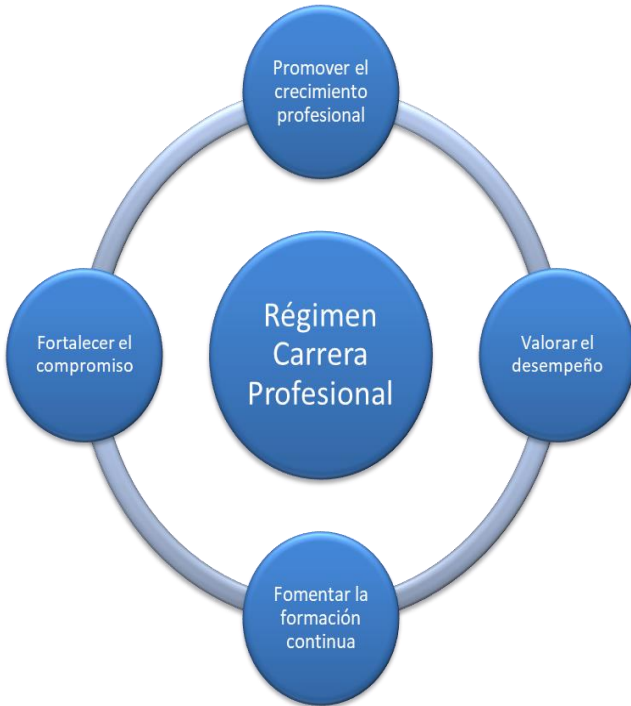 Promover el
crecimiento
profesional
Fortalecer el
compromiso
Régimen
Carrera
Profesional
Valorar el
desempeño
Fomentar la
formación
continua